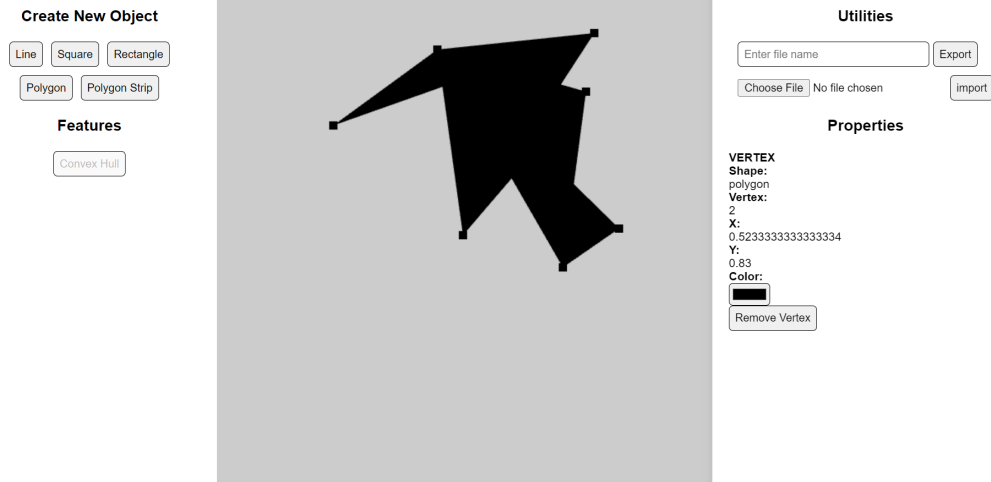 Create New Object
Line Square Rectangle
Polygon Polygon Strip
Features
Convex Hull
Utilities
Enter file name Export
Choose File No file chosen import
Properties
VERTEX
Shape:
polygon
Vertex:
2
X:
0.5233333333333334
Y:
0.83
Color:
Remove Vertex